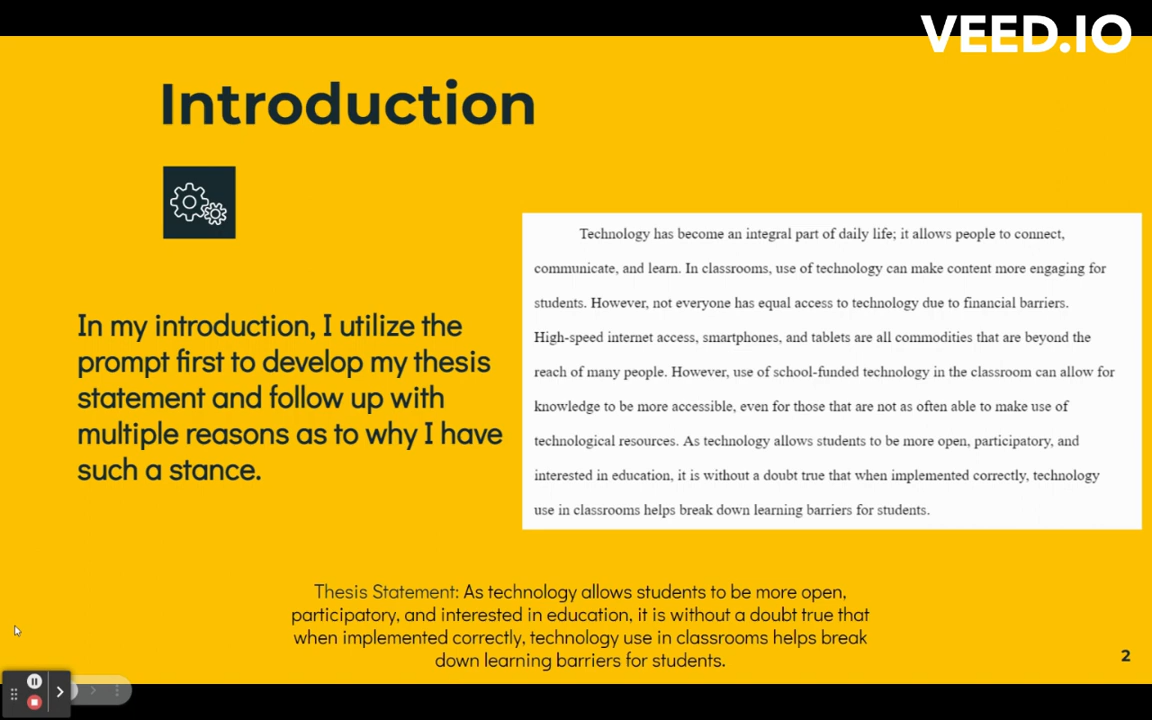 VEED.IO
Introduction
In my introduction, I utilize the
prompt first to develop my thesis
statement and follow up with
multiple reasons as to why I have
such a stance.
Technology has become an integral part of daily life; it allows people to connect,
communicate, and learn. In classrooms, use of technology can make content more engaging for
students. However, not everyone has equal access to technology due to financial barriers.
High-speed internet access, smartphones, and tablets are all commodities that are beyond the
reach of many people. However, use of school-funded technology in the classroom can allow for
knowledge to be more accessible, even for those that are not as often able to make use of
technological resources. As technology allows students to be more open, participatory, and
interested in education, it is without a doubt true that when implemented correctly, technology
use in classrooms helps break down learning barriers for students.
Thesis Statement: As technology allows students to be more open,
participatory, and interested in education, it is without a doubt true that
when implemented correctly, technology use in classrooms helps break
down learning barriers for students.
2